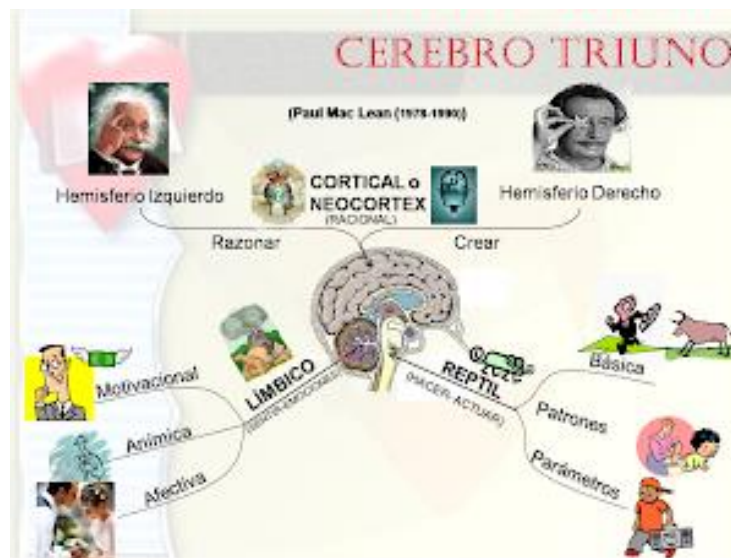 CEREBRO TRIUNO
(Paul Mac Lean (1978-1990))
Hemisferio Izquierdo
CORTICAL o
NEOCORTEX
(RACIONAL)
Hemisferio Derecho
Razonar
Crear
LÍMBICO
REPTIL
(HACER-ACTUAR)
Motivacional
Anímica
Afectiva
Básica
Patrones
Parámetros